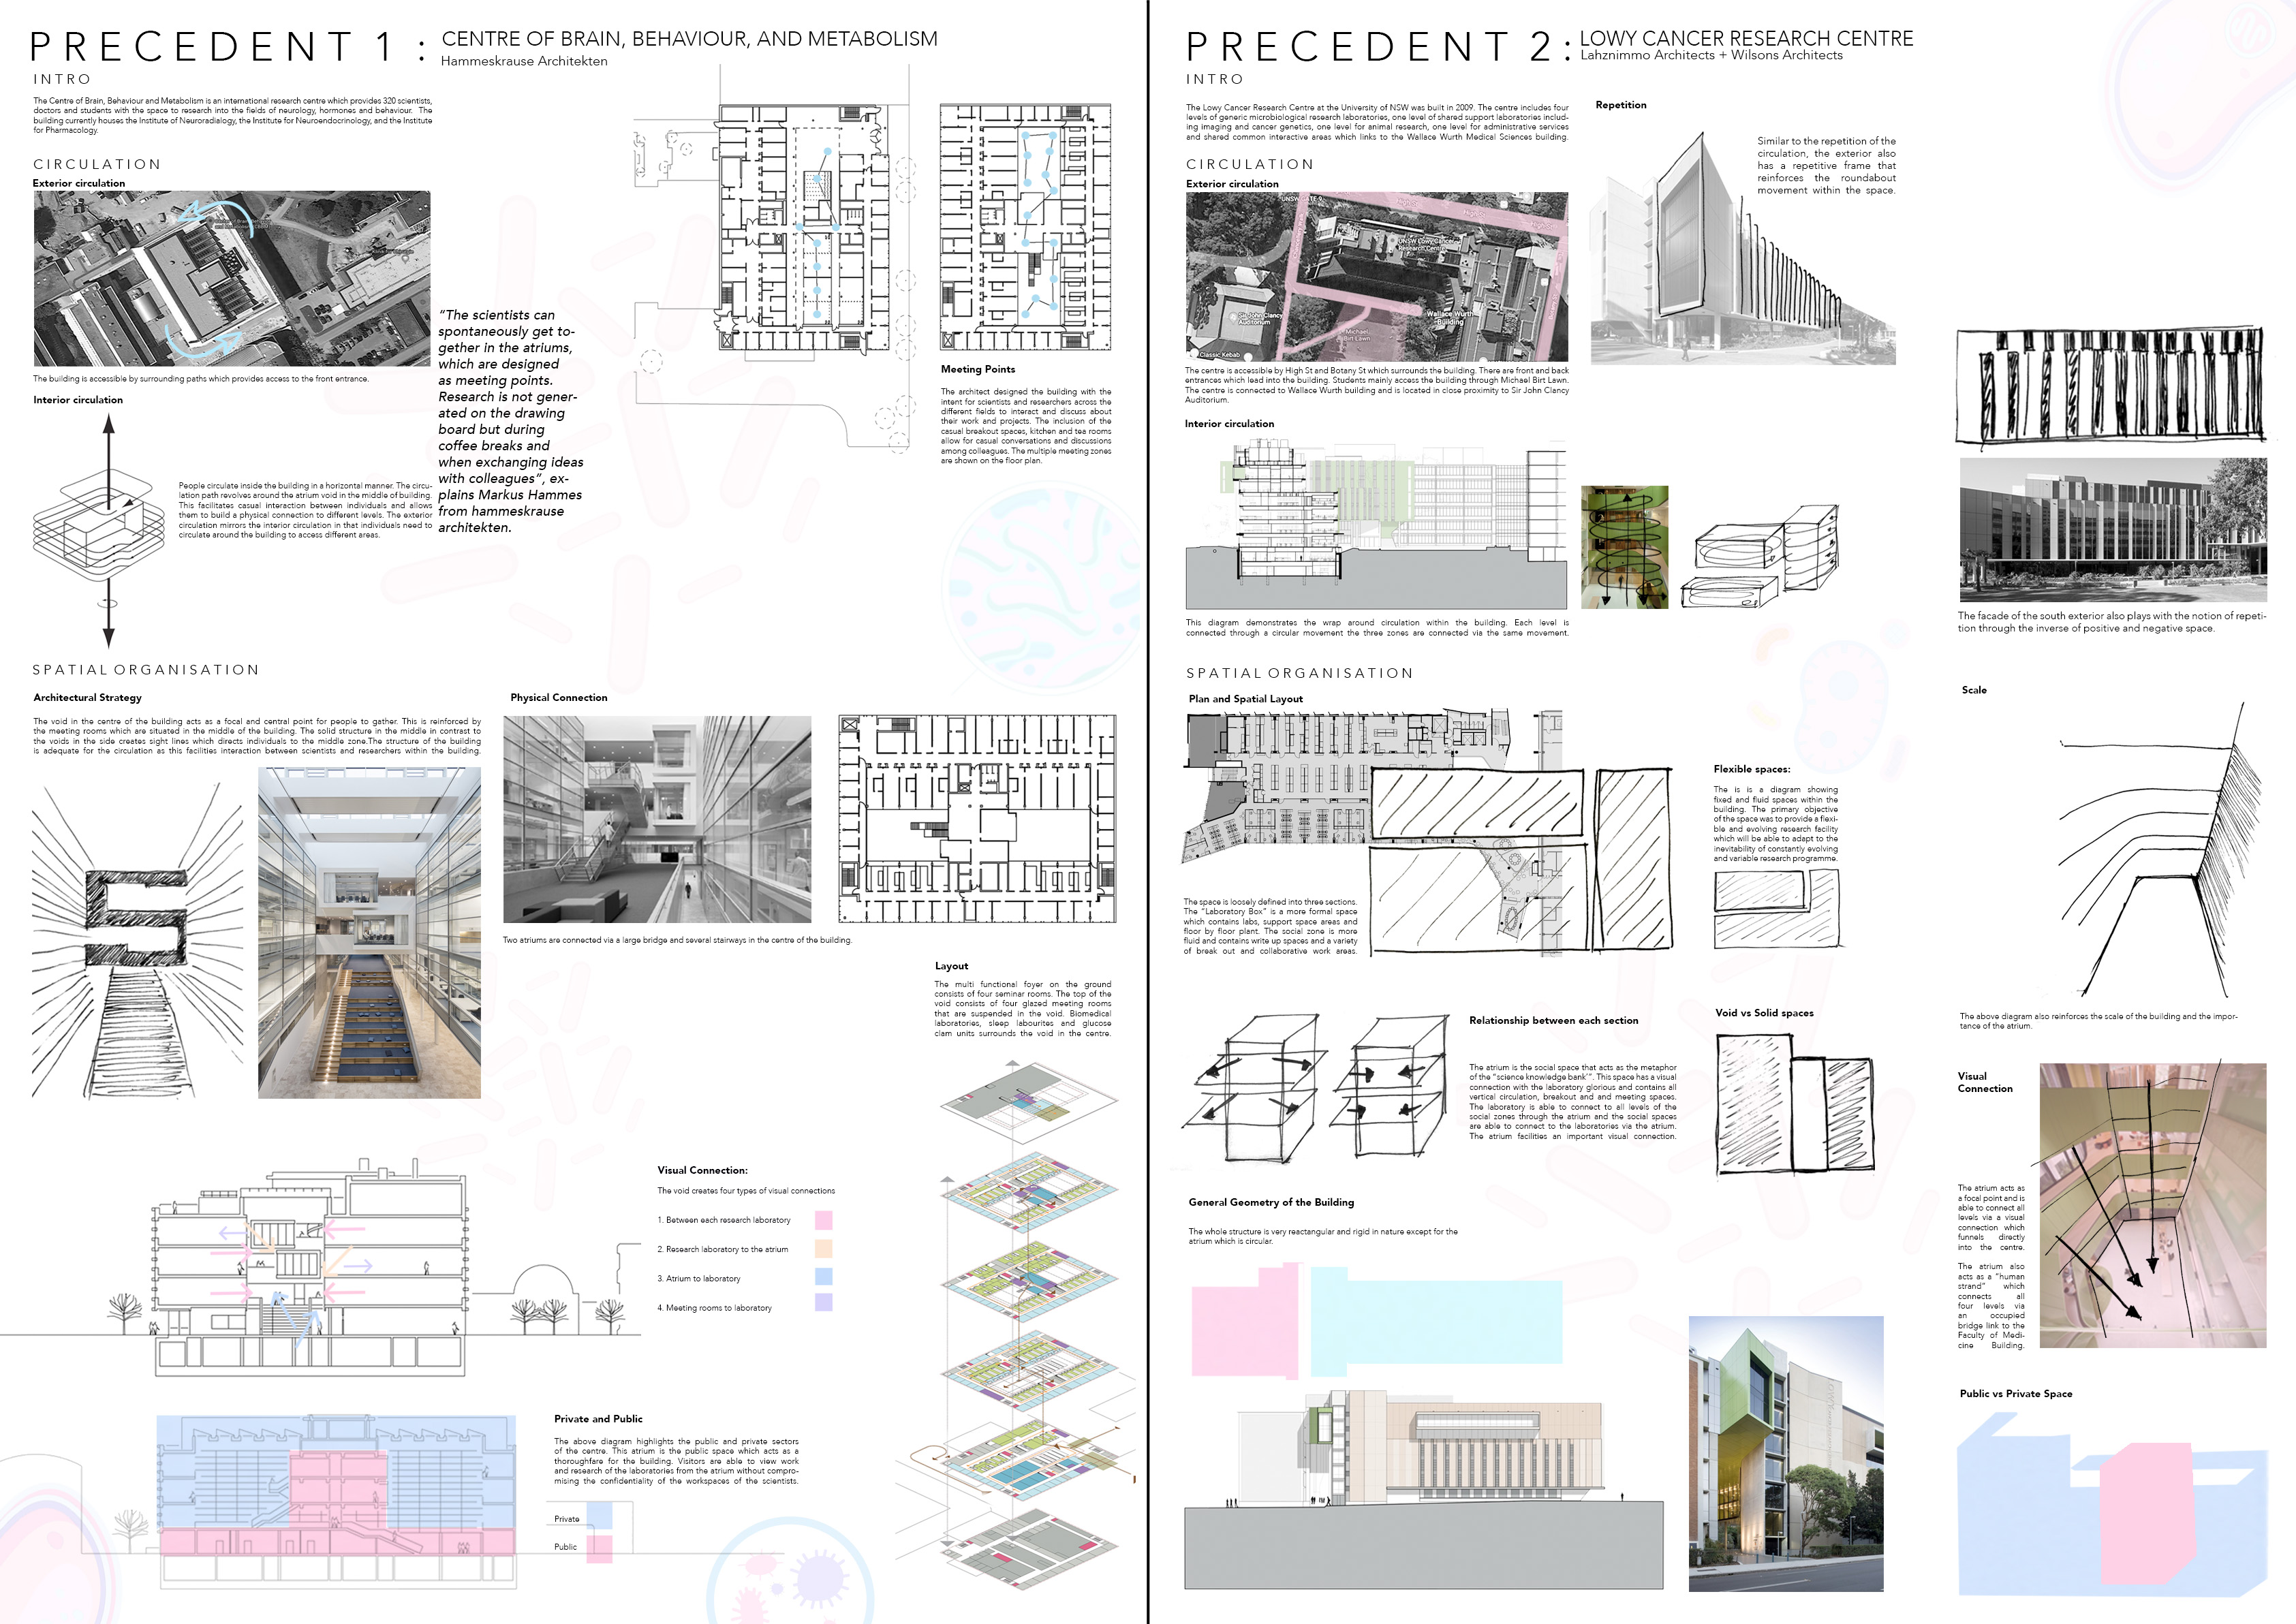 PRECEDENT 1 :
CENTRE OF BRAIN, BEHAVIOUR, AND METABOLISM
Hammeskrause Architekten
INTRO
The Centre of Brain, Behaviour and Metabolism is an international research centre which provides 320 scientists,
doctors and students with the space to research into the fields of neurology, hormones and behaviour. The
building currently houses the Institute of Neuroradialogy, the Institute for Neuroendocrinology, and the Institute
for Pharmacology.
CIRCULATION
Exterior circulation
The building is accessible by surrounding paths which provides access to the front entrance.
Interior circulation
People circulate inside the building in a horizontal manner. The circu-
lation path revolves around the atrium void in the middle of building.
This facilitates casual interaction between individuals and allows
them to build a physical connection to different levels. The exterior
circulation mirrors the interior circulation in that individuals need to
circulate around the building to access different areas.
“The scientists can
spontaneously get to-
gether in the atriums,
which are designed
as meeting points.
Research is not gener-
ated on the drawing
board but during
coffee breaks and
when exchanging ideas
with colleagues”, ex-
plains Markus Hammes
from hammeskrause
architekten.
Meeting Points
The architect designed the building with the
intent for scientists and researchers across the
different fields to interact and discuss about
their work and projects. The inclusion of the
casual breakout spaces, kitchen and tea rooms
allow for casual conversations and discussions
among colleagues. The multiple meeting zones
are shown on the floor plan.
SPATIAL ORGANISATION
Architectural Strategy
The void in the centre of the building acts as a focal and central point for people to gather. This is reinforced by
the meeting rooms which are situated in the middle of the building. The solid structure in the middle in contrast to
the voids in the side creates sight lines which directs individuals to the middle zone.The structure of the building
is adequate for the circulation as this facilities interaction between scientists and researchers within the building.
Physical Connection
Two atriums are connected via a large bridge and several stairways in the centre of the building.
Layout
The multi functional foyer on the ground
consists of four seminar rooms. The top of the
void consists of four glazed meeting rooms
that are suspended in the void. Biomedical
laboratories, sleep labourites and glucose
clam units surrounds the void in the centre.
Visual Connection:
The void creates four types of visual connections
1. Between each research laboratory
2. Research laboratory to the atrium
3. Atrium to laboratory
4. Meeting rooms to laboratory
Private and Public
The above diagram highlights the public and private sectors
of the centre. This atrium is the public space which acts as a
thoroughfare for the building. Visitors are able to view work
and research of the laboratories from the atrium without compro-
mising the confidentiality of the workspaces of the scientists.
Private
Public
PRECEDENT 2 :
LOWY CANCER RESEARCH CENTRE
Lahznimmo Architects + Wilsons Architects
INTRO
The Lowy Cancer Research Centre at the University of NSW was built in 2009. The centre includes four
levels of generic microbiological research laboratories, one level of shared support laboratories includ-
ing imaging and cancer genetics, one level for animal research, one level for administrative services
and shared common interactive areas which links to the Wallace Wurth Medical Sciences building.
CIRCULATION
Exterior circulation
UNSW GATE 9
High St
High St
UNSW Lowy Cancer
Research Centre
Sir John Clancy
Auditorium
Wallace Wurth
Building
Michael
Birt Lawn
Classic Kebab
The centre is accessible by High St and Botany St which surrounds the building. There are front and back
entrances which lead into the building. Students mainly access the building through Michael Birt Lawn.
The centre is connected to Wallace Wurth building and is located in close proximity to Sir John Clancy
Auditorium.
Interior circulation
This diagram demonstrates the wrap around circulation within the building. Each level is
connected through a circular movement the three zones are connected via the same movement.
Repetition
Similar to the repetition of the
circulation, the exterior also
has a repetitive frame that
reinforces the roundabout
movement within the space.
The facade of the south exterior also plays with the notion of repeti-
tion through the inverse of positive and negative space.
SPATIAL ORGANISATION
Plan and Spatial Layout
The space is loosely defined into three sections.
The “Laboratory Box” is a more formal space
which contains labs, support space areas and
floor by floor plant. The social zone is more
fluid and contains write up spaces and a variety
of break out and collaborative work areas.
Flexible spaces:
The is is a diagram showing
fixed and fluid spaces within the
building. The primary objective
of the space was to provide a flexi-
ble and evolving research facility
which will be able to adapt to the
inevitability of constantly evolving
and variable research programme.
Scale
The above diagram also reinforces the scale of the building and the impor-
tance of the atrium.
Relationship between each section
The atrium is the social space that acts as the metaphor
of the “science knowledge bank'”. This space has a visual
connection with the laboratory glorious and contains all
vertical circulation, breakout and and meeting spaces.
The laboratory is able to connect to all levels of the
social zones through the atrium and the social spaces
are able to connect to the laboratories via the atrium.
The atrium facilities an important visual connection.
Void vs Solid spaces
Visual
Connection
The atrium acts as
a focal point and is
able to connect all
levels via a visual
connection which
funnels directly
into the centre.
The atrium also
acts as a “human
strand” which
connects all
four levels via
an occupied
bridge link to the
Faculty of Medi-
cine Building.
General Geometry of the Building
The whole structure is very reactangular and rigid in nature except for the
atrium which is circular.
Public vs Private Space